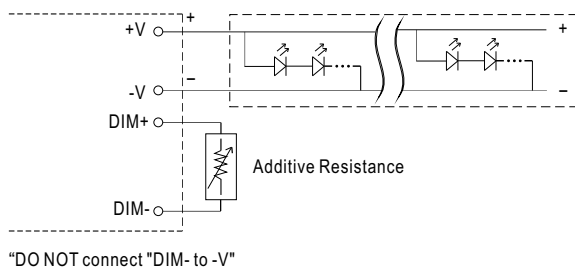 +V
+
+
-V
−
−
DIM+
Additive Resistance
DIM-
“DO NOT connect "DIM- to -V"